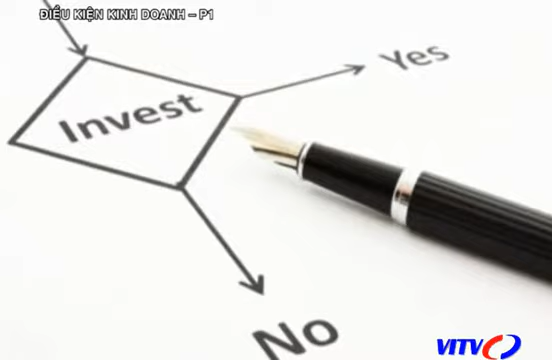 ĐIỀU KIỆN KINH DOANH – P1
Invest
Yes
No
VITV